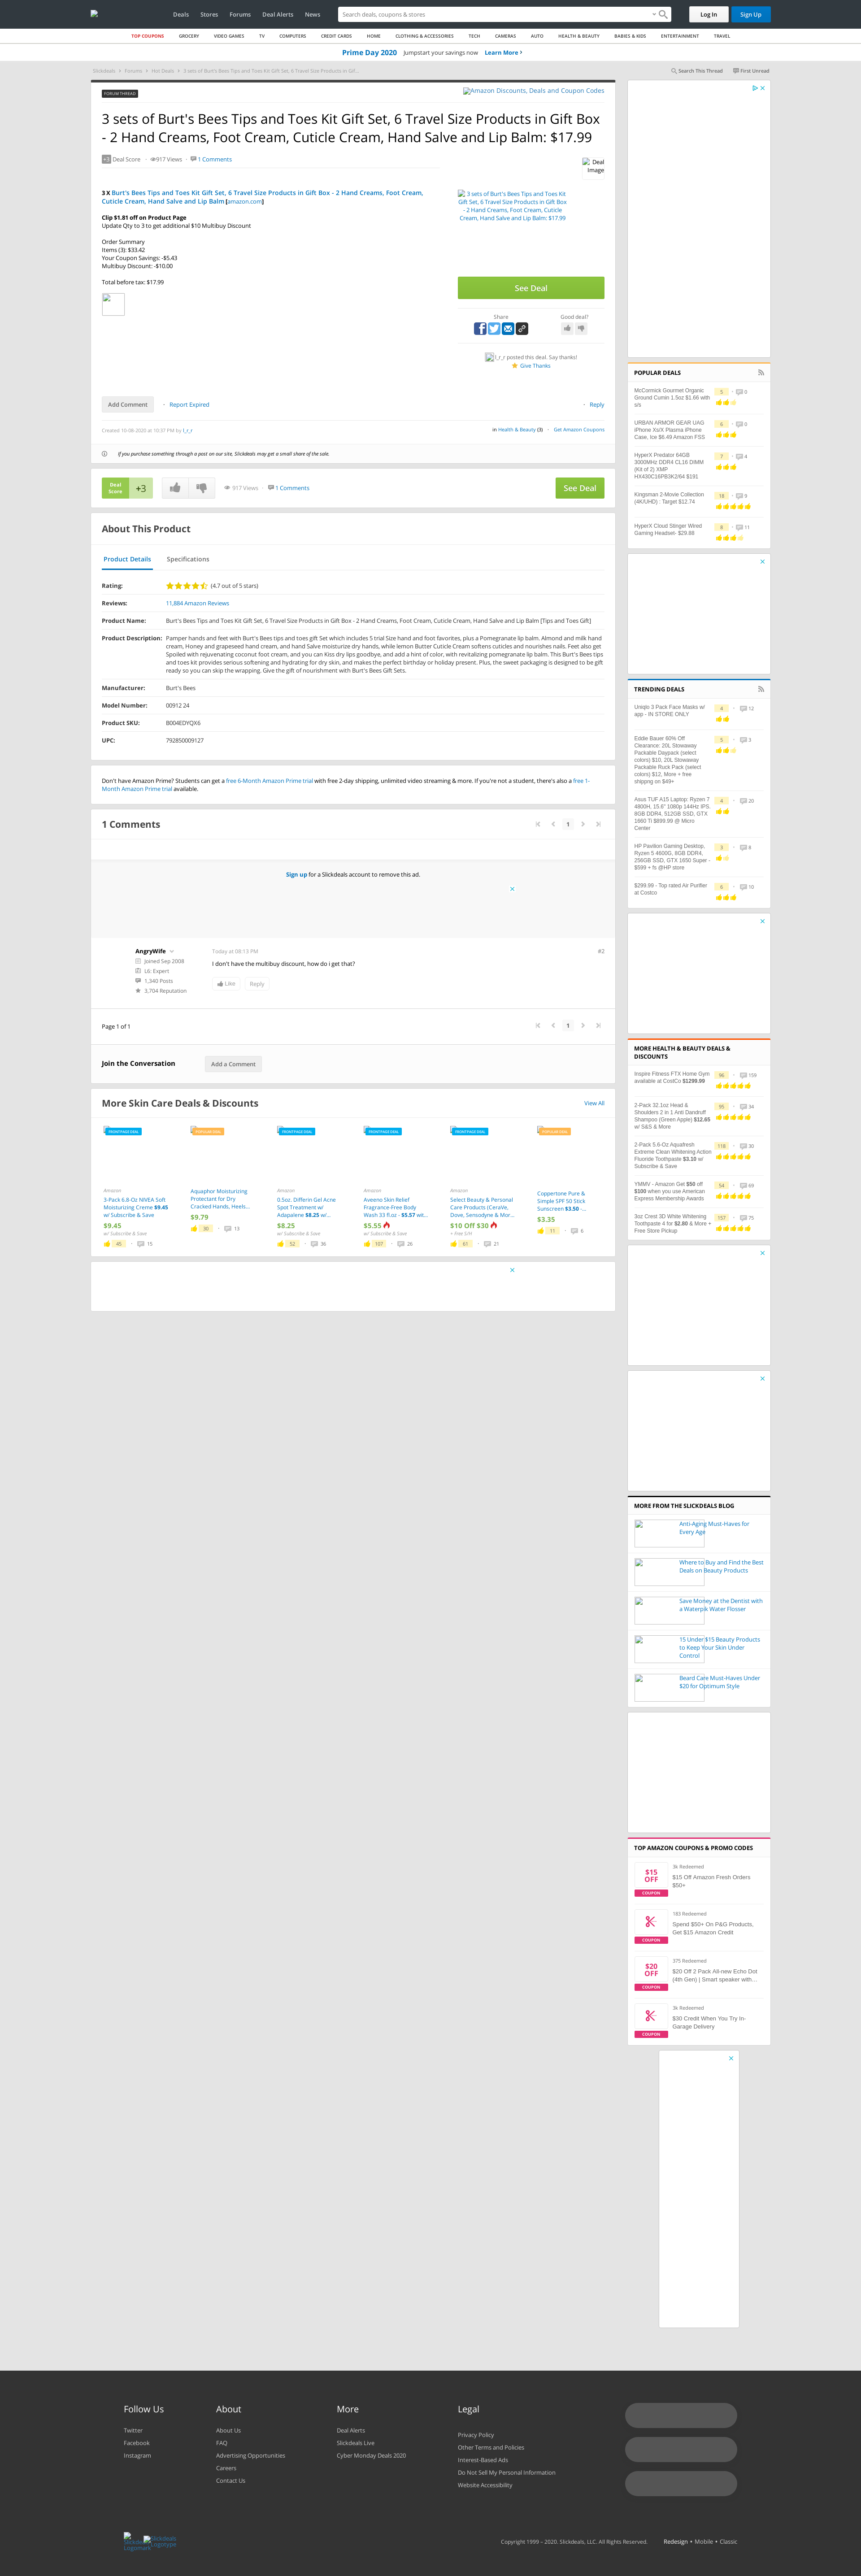 Deals Stores Forums Deal Alerts News
Search deals, coupons & stores
Log In
Sign Up
TOP COUPONS GROCERY VIDEO GAMES TV COMPUTERS CREDIT CARDS HOME CLOTHING & ACCESSORIES TECH CAMERAS AUTO HEALTH & BEAUTY BABIES & KIDS ENTERTAINMENT TRAVEL
Prime Day 2020 Jumpstart your savings now Learn More ›
Slickdeals › Forums › Hot Deals › 3 sets of Burt's Bees Tips and Toes Kit Gift Set, 6 Travel Size Products in Gif...
Search This Thread First Unread
FORUM THREAD
Amazon Discounts, Deals and Coupon Codes
3 sets of Burt's Bees Tips and Toes Kit Gift Set, 6 Travel Size Products in Gift Box
- 2 Hand Creams, Foot Cream, Cuticle Cream, Hand Salve and Lip Balm: $17.99
+3 Deal Score 917 Views 1 Comments
Deal Image
3 X Burt's Bees Tips and Toes Kit Gift Set, 6 Travel Size Products in Gift Box - 2 Hand Creams, Foot Cream,
Cuticle Cream, Hand Salve and Lip Balm [amazon.com]
Clip $1.81 off on Product Page
Update Qty to 3 to get additional $10 Multibuy Discount
Order Summary
Items (3): $33.42
Your Coupon Savings: -$5.43
Multibuy Discount: -$10.00
Total before tax: $17.99
3 sets of Burt's Bees Tips and Toes Kit
Gift Set, 6 Travel Size Products in Gift Box
- 2 Hand Creams, Foot Cream, Cuticle
Cream, Hand Salve and Lip Balm: $17.99
See Deal
Share
Good deal?
l_r_r posted this deal. Say thanks!
Give Thanks
Add Comment
Report Expired
Reply
Created 10-08-2020 at 10:37 PM by l_r_r
in Health & Beauty (3) Get Amazon Coupons
If you purchase something through a post on our site, Slickdeals may get a small share of the sale.
Deal
Score
+3
917 Views 1 Comments
See Deal
About This Product
Product Details Specifications
Rating: (4.7 out of 5 stars)
Reviews: 11,884 Amazon Reviews
Product Name: Burt's Bees Tips and Toes Kit Gift Set, 6 Travel Size Products in Gift Box - 2 Hand Creams, Foot Cream, Cuticle Cream, Hand Salve and Lip Balm [Tips and Toes Gift]
Product Description: Pamper hands and feet with Burt's Bees tips and toes gift Set which includes 5 trial Size hand and foot favorites, plus a Pomegranate lip balm. Almond and milk hand
cream, Honey and grapeseed hand cream, and hand Salve moisturize dry hands, while lemon Butter Cuticle Cream softens cuticles and nourishes nails. Feet also get
Spoiled with rejuvenating coconut foot cream, and you can Kiss dry lips goodbye, and add a hint of color, with revitalizing pomegranate lip balm. This Burt's Bees tips
and toes kit provides serious softening and hydrating for dry skin, and makes the perfect birthday or holiday present. Plus, the sweet packaging is designed to be gift
ready so you can skip the wrapping. Give the gift of nourishment with Burt's Bees Gift Sets.
Manufacturer: Burt's Bees
Model Number: 00912 24
Product SKU: B004EDYQX6
UPC: 792850009127
Don't have Amazon Prime? Students can get a free 6-Month Amazon Prime trial with free 2-day shipping, unlimited video streaming & more. If you're not a student, there's also a free 1-
Month Amazon Prime trial available.
1 Comments
1
Sign up for a Slickdeals account to remove this ad.
AngryWife
Joined Sep 2008
L6: Expert
1,340 Posts
3,704 Reputation
Today at 08:13 PM
#2
I don't have the multibuy discount, how do i get that?
Like
Reply
Page 1 of 1
1
Join the Conversation
Add a Comment
More Skin Care Deals & Discounts
View All
FRONTPAGE DEAL
Amazon
3-Pack 6.8-Oz NIVEA Soft
Moisturizing Creme $9.45
w/ Subscribe & Save
$9.45
w/ Subscribe & Save
45 15
POPULAR DEAL
Aquaphor Moisturizing
Protectant for Dry
Cracked Hands, Heels...
$9.79
30 13
FRONTPAGE DEAL
Amazon
0.5oz. Differin Gel Acne
Spot Treatment w/
Adapalene $8.25 w/...
$8.25
w/ Subscribe & Save
52 36
FRONTPAGE DEAL
Amazon
Aveeno Skin Relief
Fragrance-Free Body
Wash 33 fl.oz - $5.57 wit...
$5.55
w/ Subscribe & Save
107 26
FRONTPAGE DEAL
Amazon
Select Beauty & Personal
Care Products (CeraVe,
Dove, Sensodyne & Mor...
$10 Off $30
+ Free S/H
61 21
POPULAR DEAL
Coppertone Pure &
Simple SPF 50 Stick
Sunscreen $3.50-...
$3.35
11 6
POPULAR DEALS
McCormick Gourmet Organic
Ground Cumin 1.5oz $1.66 with
s/s
5 0
URBAN ARMOR GEAR UAG
iPhone Xs/X Plasma iPhone
Case, Ice $6.49 Amazon FSS
6 0
HyperX Predator 64GB
3000MHz DDR4 CL16 DIMM
(Kit of 2) XMP
HX430C16PB3K2/64 $191
7 4
Kingsman 2-Movie Collection
(4K/UHD) : Target $12.74
18 9
HyperX Cloud Stinger Wired
Gaming Headset- $29.88
8 11
TRENDING DEALS
Uniqlo 3 Pack Face Masks w/
app - IN STORE ONLY
4 12
Eddie Bauer 60% Off
Clearance: 20L Stowaway
Packable Daypack (select
colors) $10, 20L Stowaway
Packable Ruck Pack (select
colors) $12, More + free
shipping on $49+
5 3
Asus TUF A15 Laptop: Ryzen 7
4800H, 15.6" 1080p 144Hz IPS,
8GB DDR4, 512GB SSD, GTX
1660 Ti $899.99 @ Micro
Center
4 20
HP Pavilion Gaming Desktop,
Ryzen 5 4600G, 8GB DDR4,
256GB SSD, GTX 1650 Super -
$599 + fs @HP store
3 8
$299.99 - Top rated Air Purifier
at Costco
6 10
MORE HEALTH & BEAUTY DEALS &
DISCOUNTS
Inspire Fitness FTX Home Gym
available at CostCo $1299.99
96 159
2-Pack 32.1oz Head &
Shoulders 2 in 1 Anti Dandruff
Shampoo (Green Apple) $12.65
w/ S&S & More
95 34
2-Pack 5.6-Oz Aquafresh
Extreme Clean Whitening Action
Fluoride Toothpaste $3.10 w/
Subscribe & Save
118 30
YMMV - Amazon Get $50 off
$100 when you use American
Express Membership Awards
54 69
3oz Crest 3D White Whitening
Toothpaste 4 for $2.80 & More +
Free Store Pickup
157 75
MORE FROM THE SLICKDEALS BLOG
Anti-Aging Must-Haves for
Every Age
Where to Buy and Find the Best
Deals on Beauty Products
Save Money at the Dentist with
a Waterpik Water Flosser
15 Under $15 Beauty Products
to Keep Your Skin Under
Control
Beard Care Must-Haves Under
$20 for Optimum Style
TOP AMAZON COUPONS & PROMO CODES
$15
OFF
COUPON
3k Redeemed
$15 Off Amazon Fresh Orders
$50+
COUPON
183 Redeemed
Spend $50+ On P&G Products,
Get $15 Amazon Credit
$20
OFF
COUPON
375 Redeemed
$20 Off 2 Pack All-new Echo Dot
(4th Gen) | Smart speaker with...
COUPON
3k Redeemed
$30 Credit When You Try In-
Garage Delivery
Follow Us
Twitter
Facebook
Instagram
About
About Us
FAQ
Advertising Opportunities
Careers
Contact Us
More
Deal Alerts
Slickdeals Live
Cyber Monday Deals 2020
Legal
Privacy Policy
Other Terms and Policies
Interest-Based Ads
Do Not Sell My Personal Information
Website Accessibility
Slickdeals Logotype
Copyright 1999 – 2020. Slickdeals, LLC. All Rights Reserved.
Redesign • Mobile • Classic